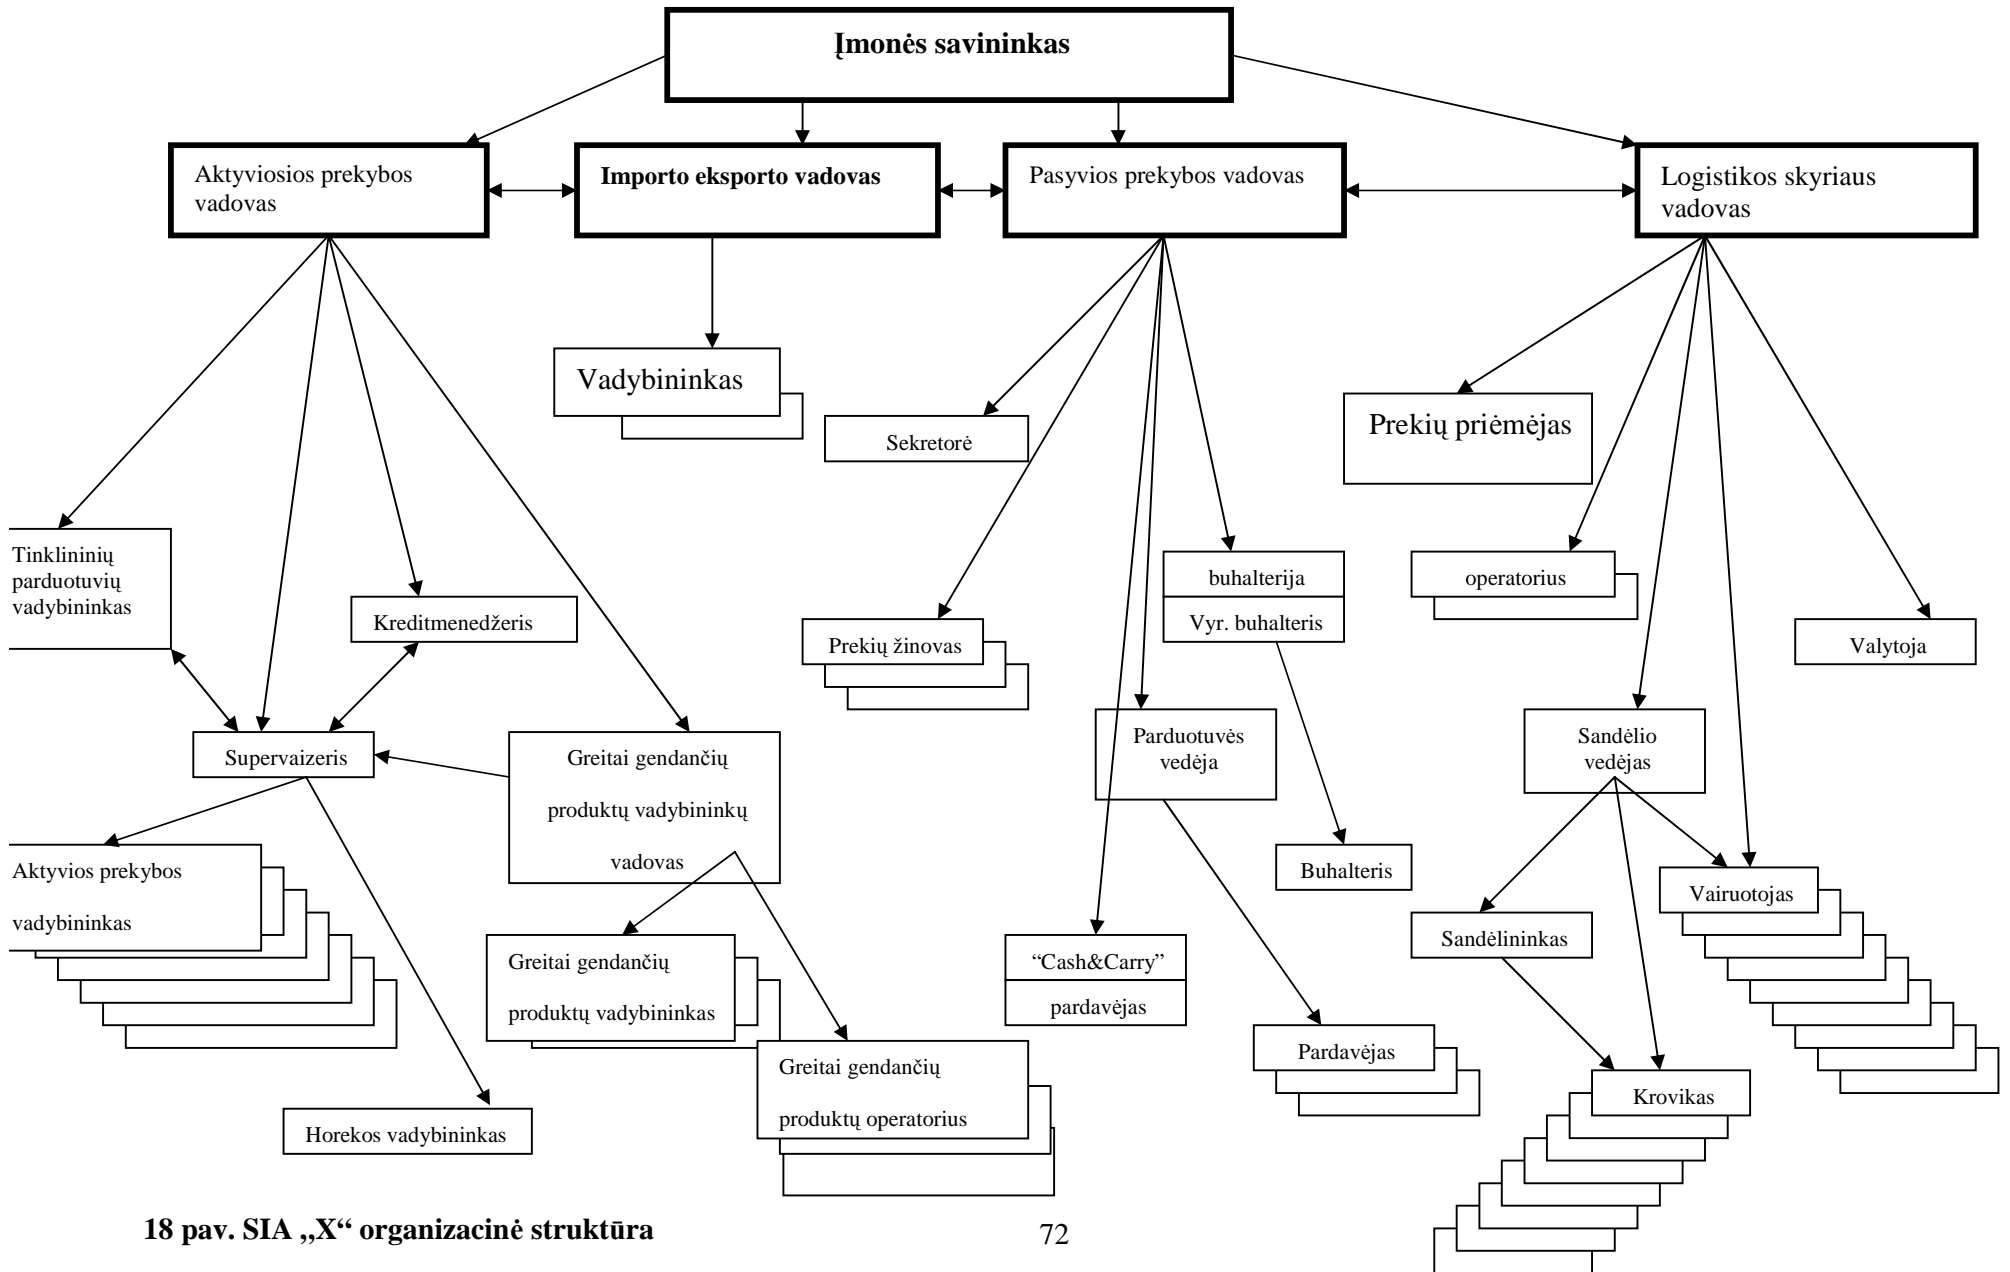 Įmonės savininkas
Aktyviosios prekybos
vadovas
Importo eksporto vadovas
Pasyvios prekybos vadovas
Logistikos skyriaus
vadovas
Vadybininkas
Sekretorė
Prekių priėmėjas
Tinklininių
parduotuvių
vadybininkas
Kreditmenedžeris
buhalterija
Vyr. buhalteris
operatorius
Prekių žinovas
Valytoja
Supervaizeris
Greitai gendančių
produktų vadybininkų
vadovas
Parduotuvės
vedėja
Sandėlio
vedėjas
Aktyvios prekybos
vadybininkas
Buhalteris
Vairuotojas
Sandėlininkas
Greitai gendančių
produktų vadybininkas
“Cash&Carry”
pardavėjas
Pardavėjas
Greitai gendančių
produktų operatorius
Krovikas
Horekos vadybininkas
18 pav. SIA „X“ organizacinė struktūra
72